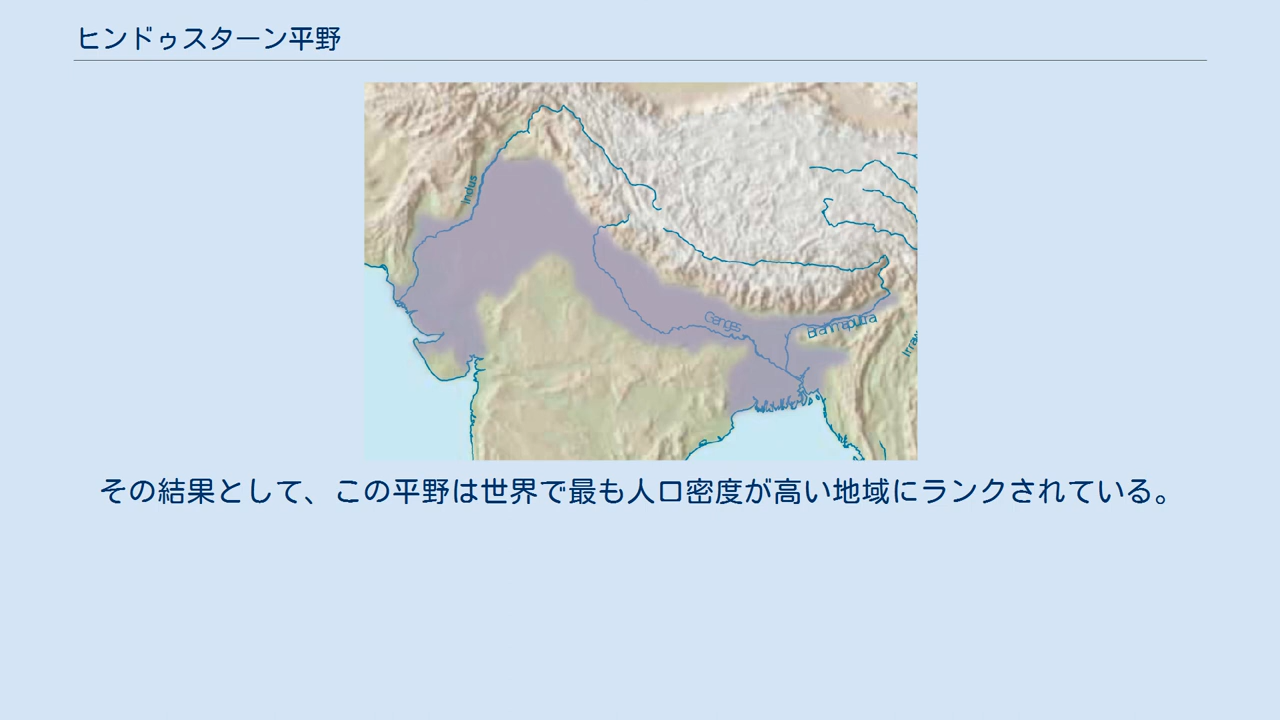 ヒンドゥスターン平野
Indus
Ganges
Brahmaputra
その結果として、この平野は世界で最も人口密度が高い地域にランクされている。